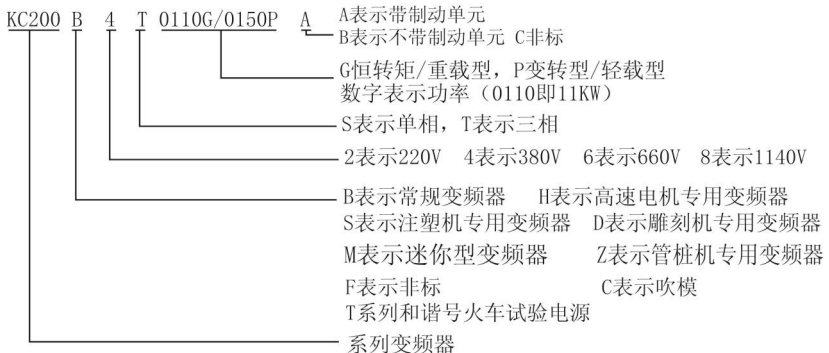 KC200 B 4 T 0110G/0150P A
A表示带制动单元
B表示不带制动单元 C非标
G恒转矩/重载型，P变转型/轻载型
数字表示功率（0110即11KW）
S表示单相，T表示三相
2表示220V 4表示380V 6表示660V 8表示1140V
B表示常规变频器 H表示高速电机专用变频器
S表示注塑机专用变频器 D表示雕刻机专用变频器
M表示迷你型变频器 Z表示管桩机专用变频器
F表示非标 C表示吹模
T系列和谐号火车试验电源
系列变频器